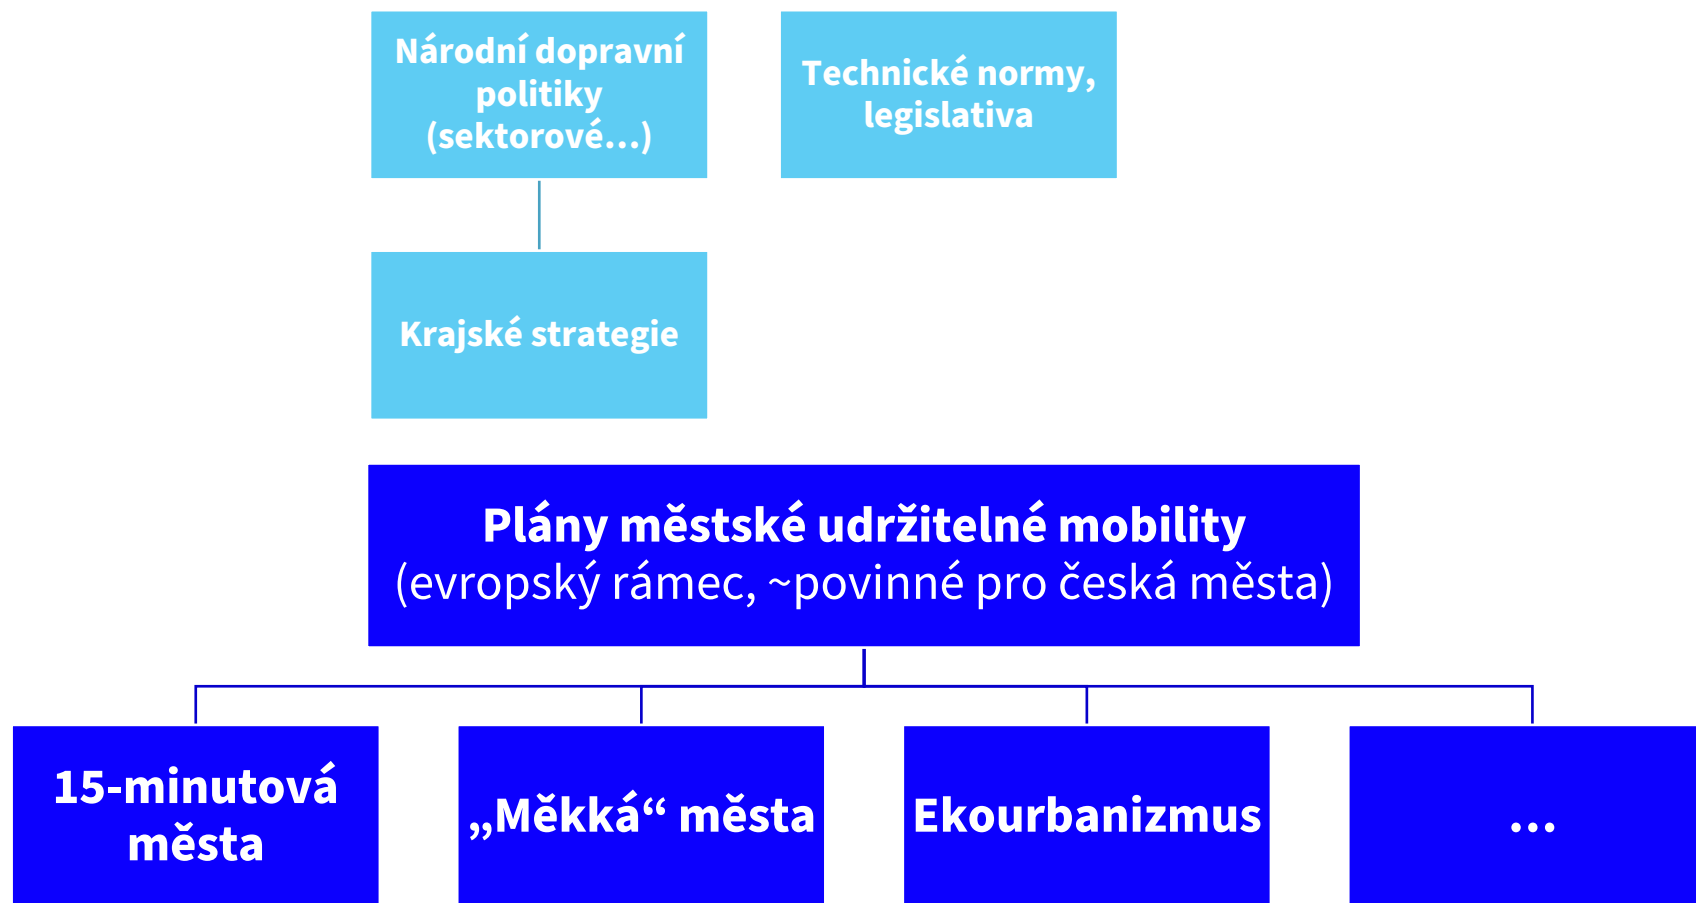 Národní dopravní
politiky
(sektorové...)
Technické normy,
legislativa
Krajské strategie
Plány městské udržitelné mobility
(evropský rámec, ~povinné pro česká města)
15-minutová
města
„Měkká“ města
Ekourbanizmus
...